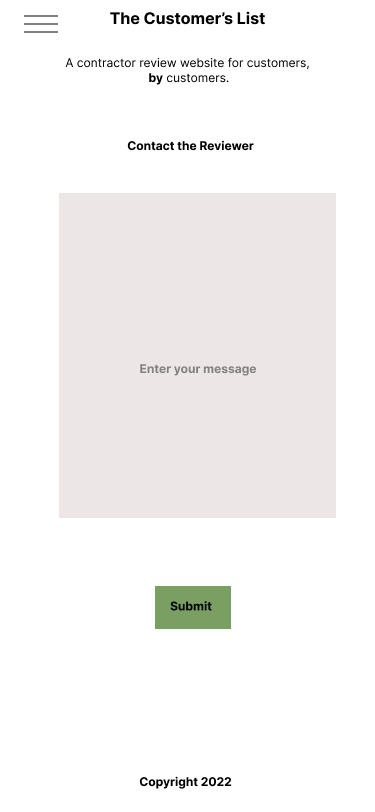 The Customer’s List
A contractor review website for customers,
by customers.
Contact the Reviewer
Enter your message
Submit
Copyright 2022